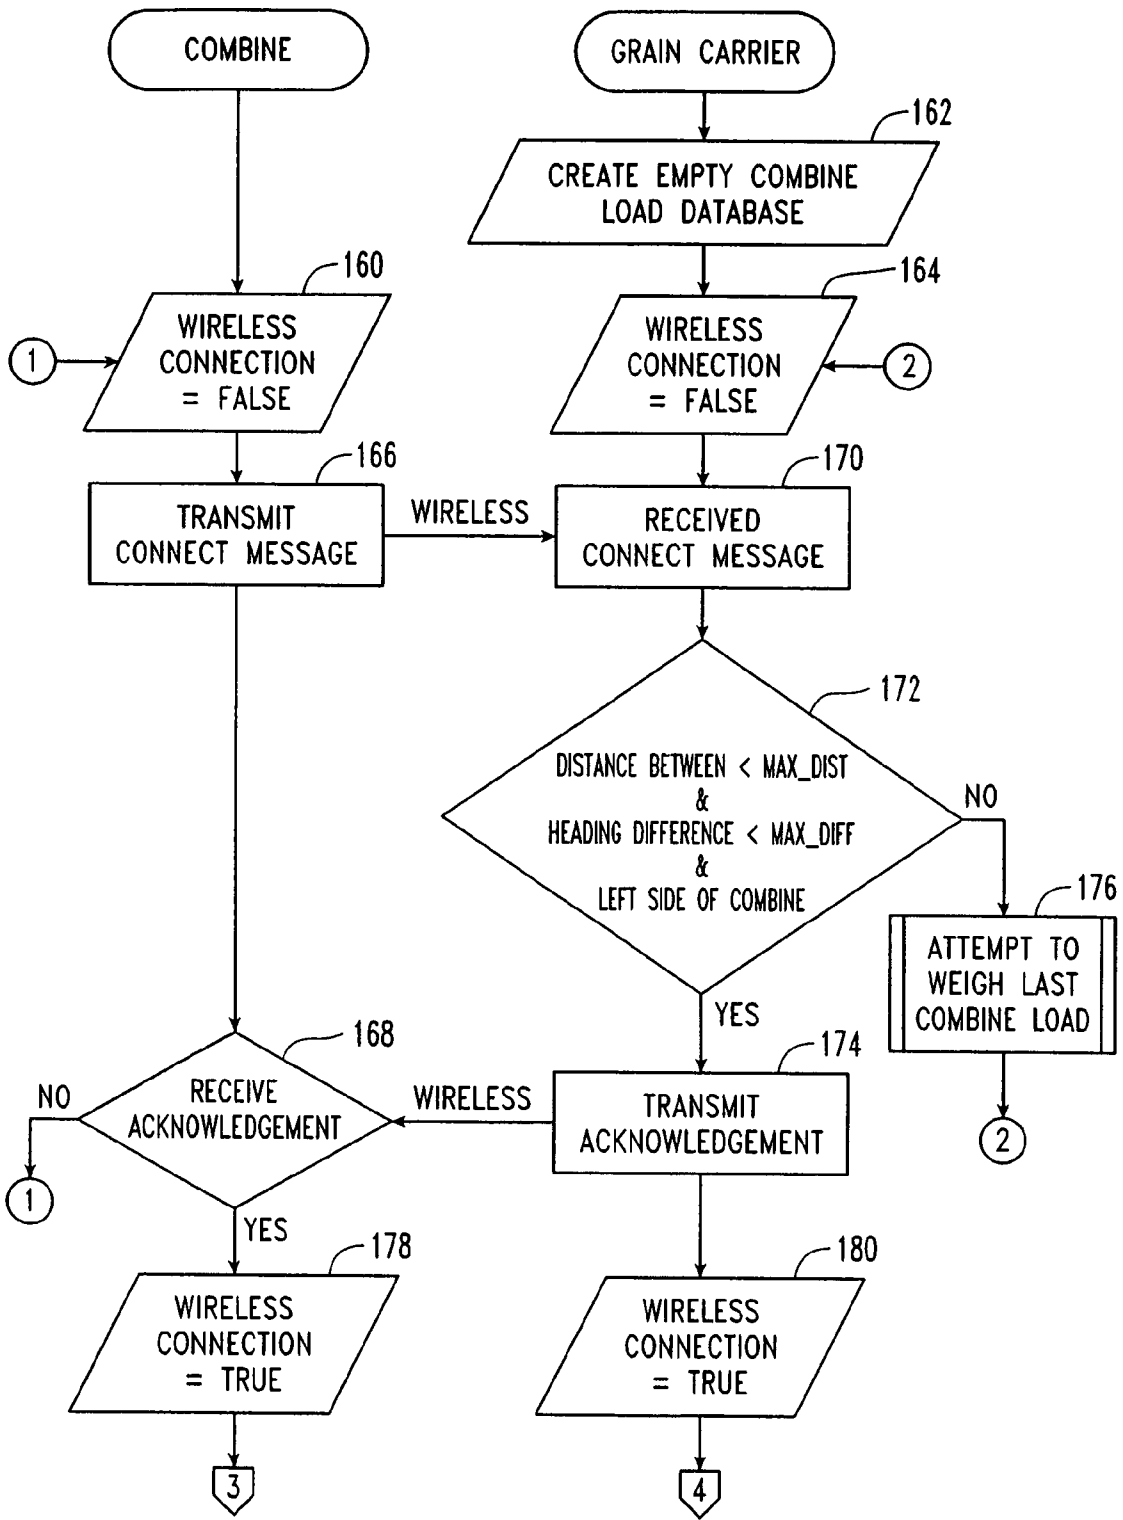 COMBINE
GRAIN CARRIER
162
CREATE EMPTY COMBINE
LOAD DATABASE
160
164
WIRELESS
CONNECTION
= FALSE
1
WIRELESS
CONNECTION
= FALSE
2
166
170
TRANSMIT
CONNECT MESSAGE
WIRELESS
RECEIVED
CONNECT MESSAGE
172
DISTANCE BETWEEN < MAX_DIST
&
HEADING DIFFERENCE < MAX_DIFF
&
LEFT SIDE OF COMBINE
NO
176
ATTEMPT TO
WEIGH LAST
COMBINE LOAD
2
YES
168
174
RECEIVE
ACKNOWLEDGEMENT
NO
1
WIRELESS
TRANSMIT
ACKNOWLEDGEMENT
YES
178
180
WIRELESS
CONNECTION
= TRUE
WIRELESS
CONNECTION
= TRUE
3
4